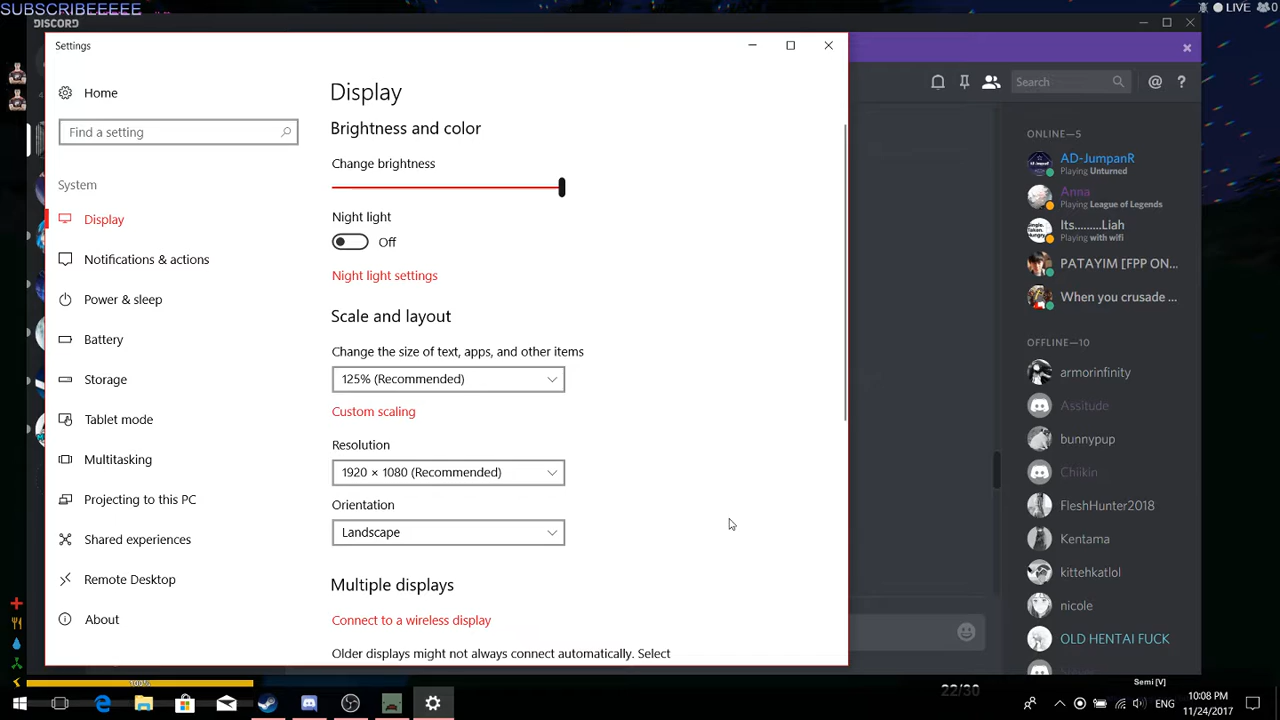 SUBSCRIBEEEEE
LIVE 0
DISCORD
Settings
Home
Find a setting
System
Display
Notifications & actions
Power & sleep
Battery
Storage
Tablet mode
Multitasking
Projecting to this PC
Shared experiences
Remote Desktop
About
Display
Brightness and color
Change brightness
Night light
Off
Night light settings
Scale and layout
Change the size of text, apps, and other items
125% (Recommended)
Custom scaling
Resolution
1920 × 1080 (Recommended)
Orientation
Landscape
Multiple displays
Connect to a wireless display
Older displays might not always connect automatically. Select
Search
@ ?
ONLINE—5
AD-JumpanR
Playing Unturned
Anna
Playing League of Legends
Its.........Liah
Playing with wifi
PATAYIM [FPP ON...
When you crusade ...
OFFLINE—10
armorinfinity
Assitude
bunnypup
Chiikin
FleshHunter2018
Kentama
kittehkatlol
nicole
OLD HENTAI FUCK
100%
22/30
Semi [V]
ENG
10:08 PM
11/24/2017